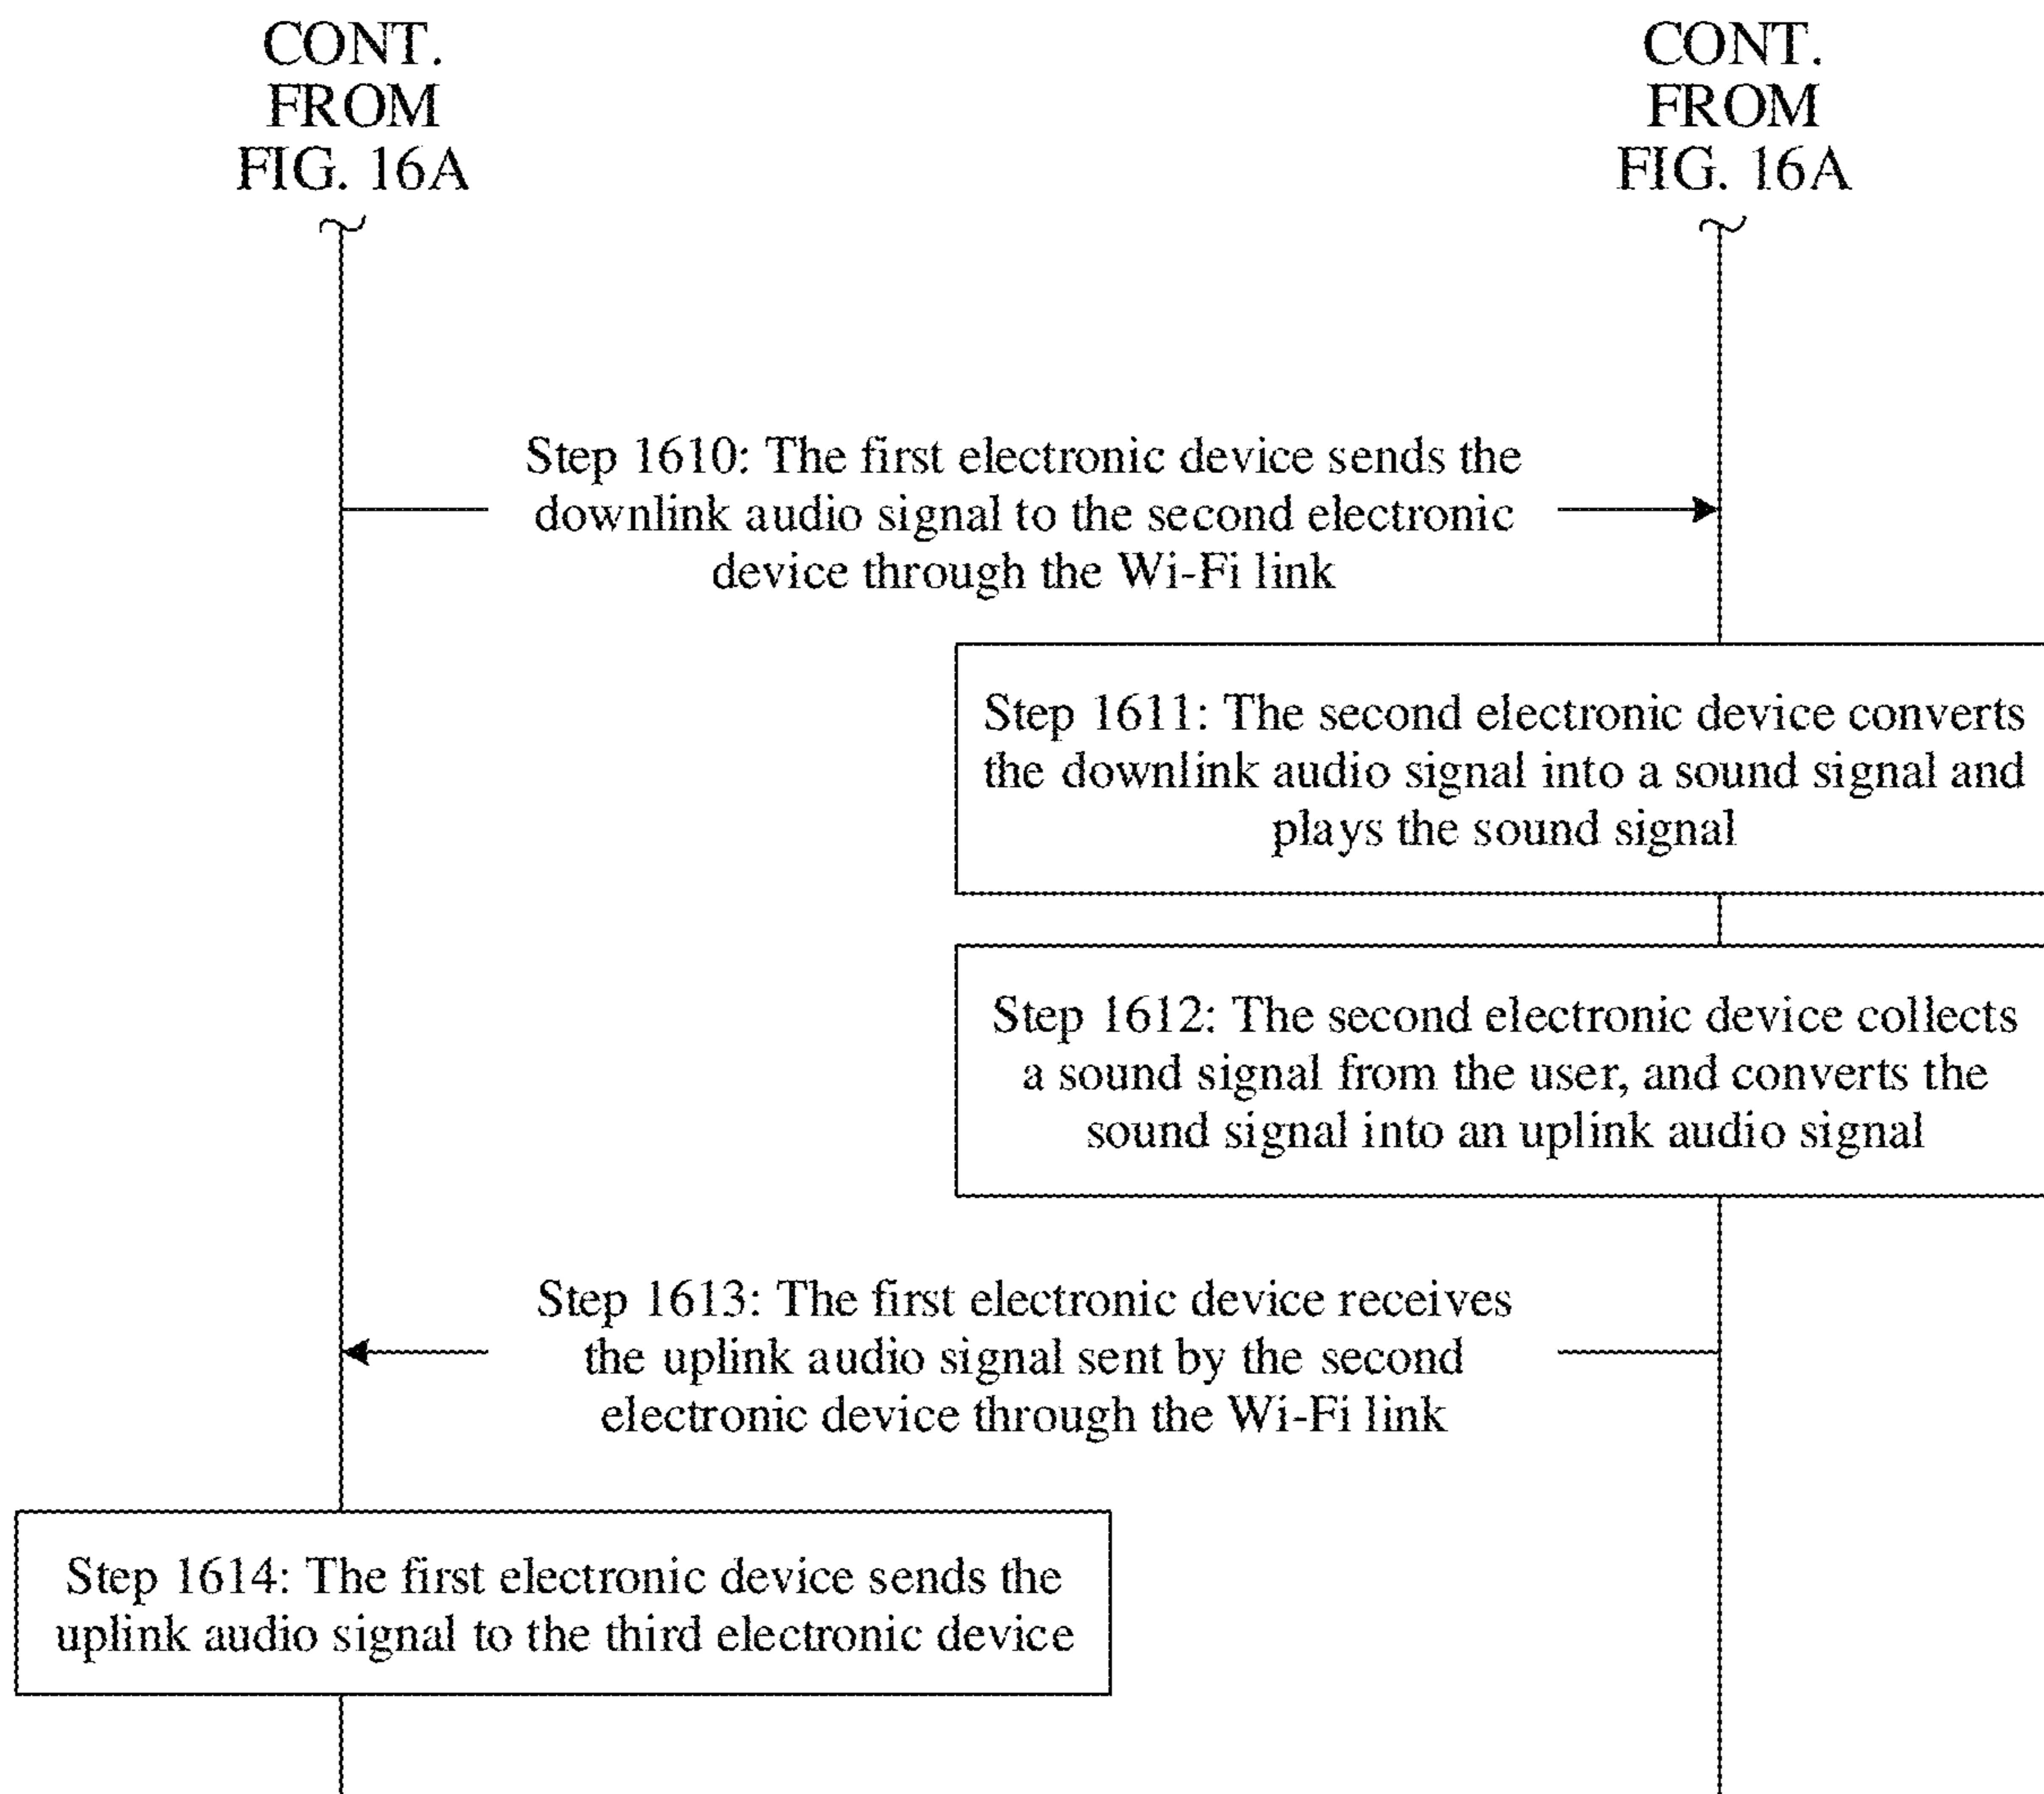 CONT.
FROM
FIG. 16A
CONT.
FROM
FIG. 16A
Step 1610: The first electronic device sends the
downlink audio signal to the second electronic
device through the Wi-Fi link
Step 1611: The second electronic device converts
the downlink audio signal into a sound signal and
plays the sound signal
Step 1612: The second electronic device collects
a sound signal from the user, and converts the
sound signal into an uplink audio signal
Step 1613: The first electronic device receives
the uplink audio signal sent by the second
electronic device through the Wi-Fi link
Step 1614: The first electronic device sends the
uplink audio signal to the third electronic device